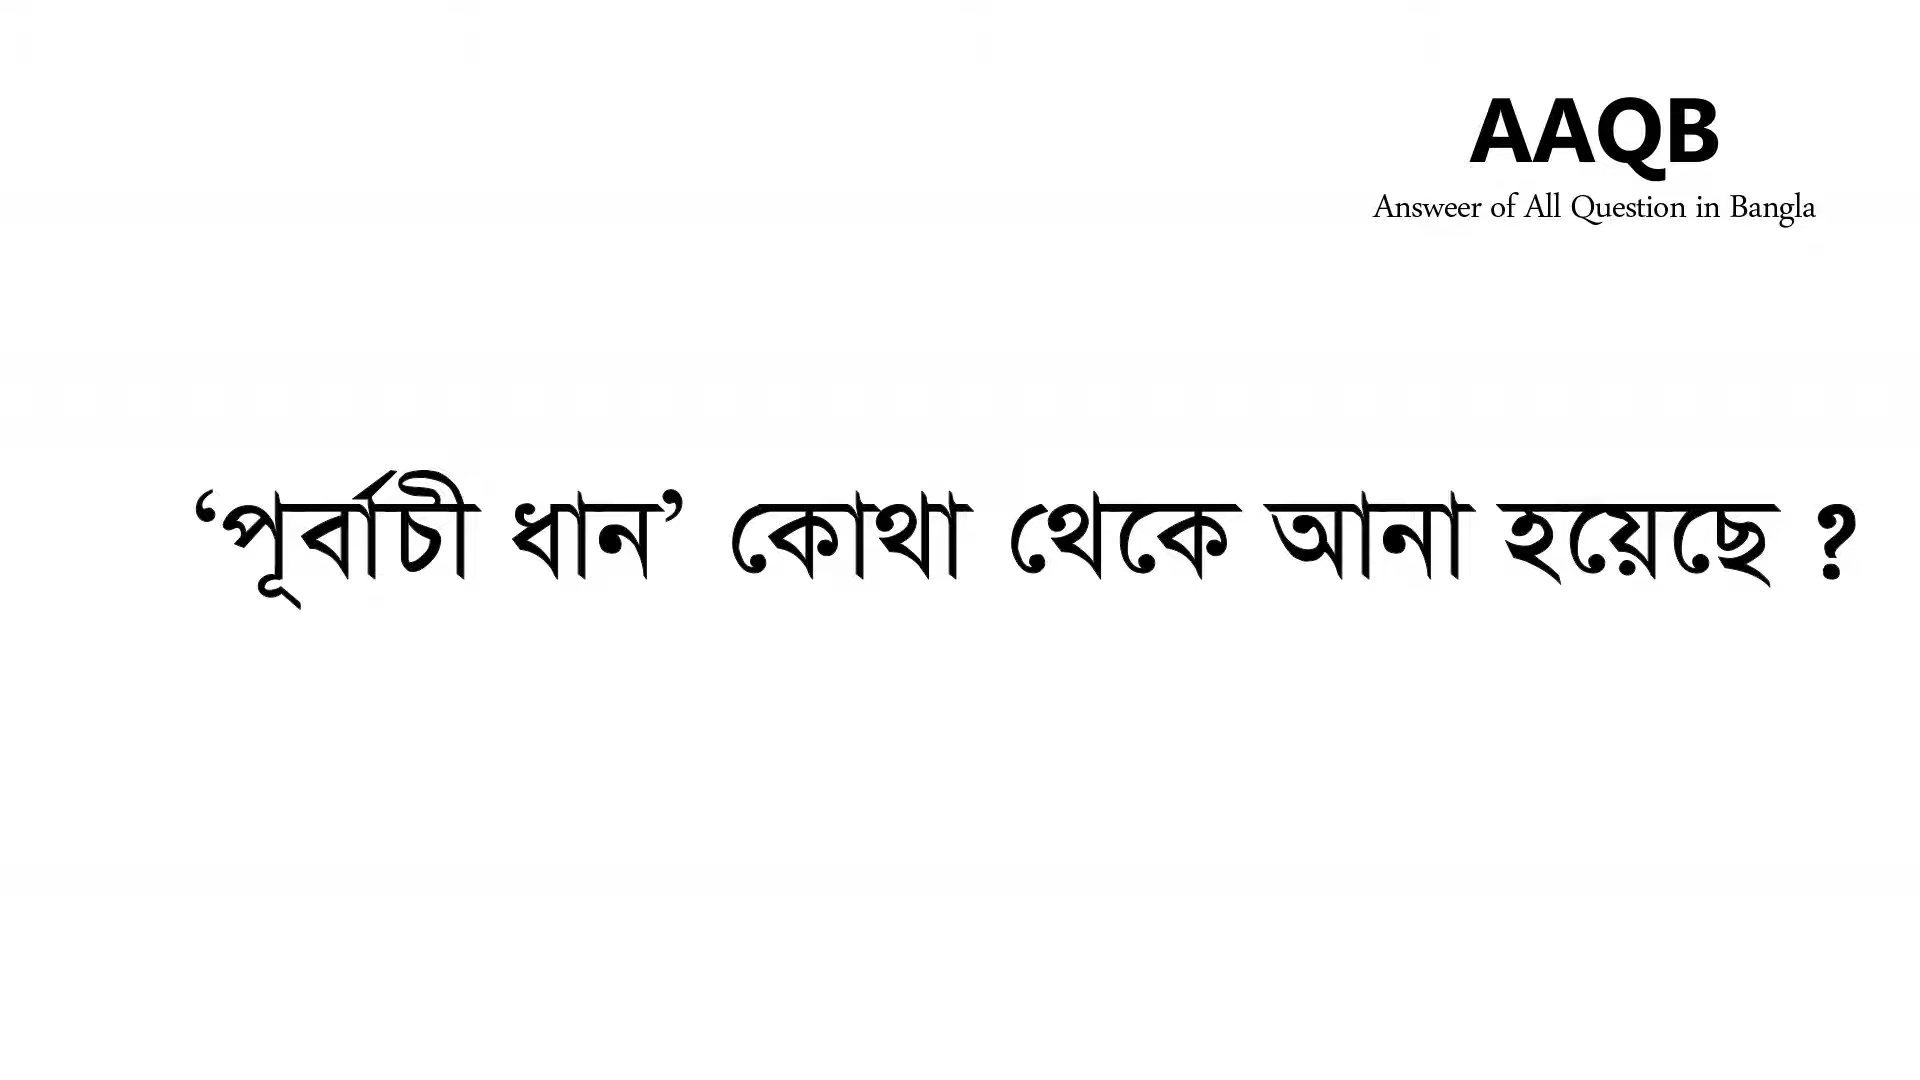 AAQB
Answeer of All Question in Bangla
‘পূর্বাচী ধান’ কোথা থেকে আনা হয়েছে ?